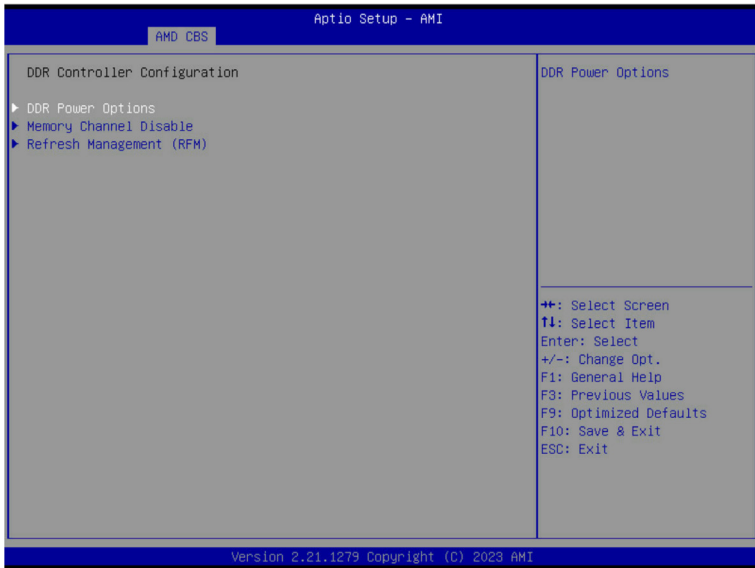 Aptio Setup – AMI
AMD CBS
DDR Controller Configuration
▶ DDR Power Options
▶ Memory Channel Disable
▶ Refresh Management (RFM)
DDR Power Options
→←: Select Screen
↑↓: Select Item
Enter: Select
+/-: Change Opt.
F1: General Help
F3: Previous Values
F9: Optimized Defaults
F10: Save & Exit
ESC: Exit
Version 2.21.1279 Copyright (C) 2023 AMI